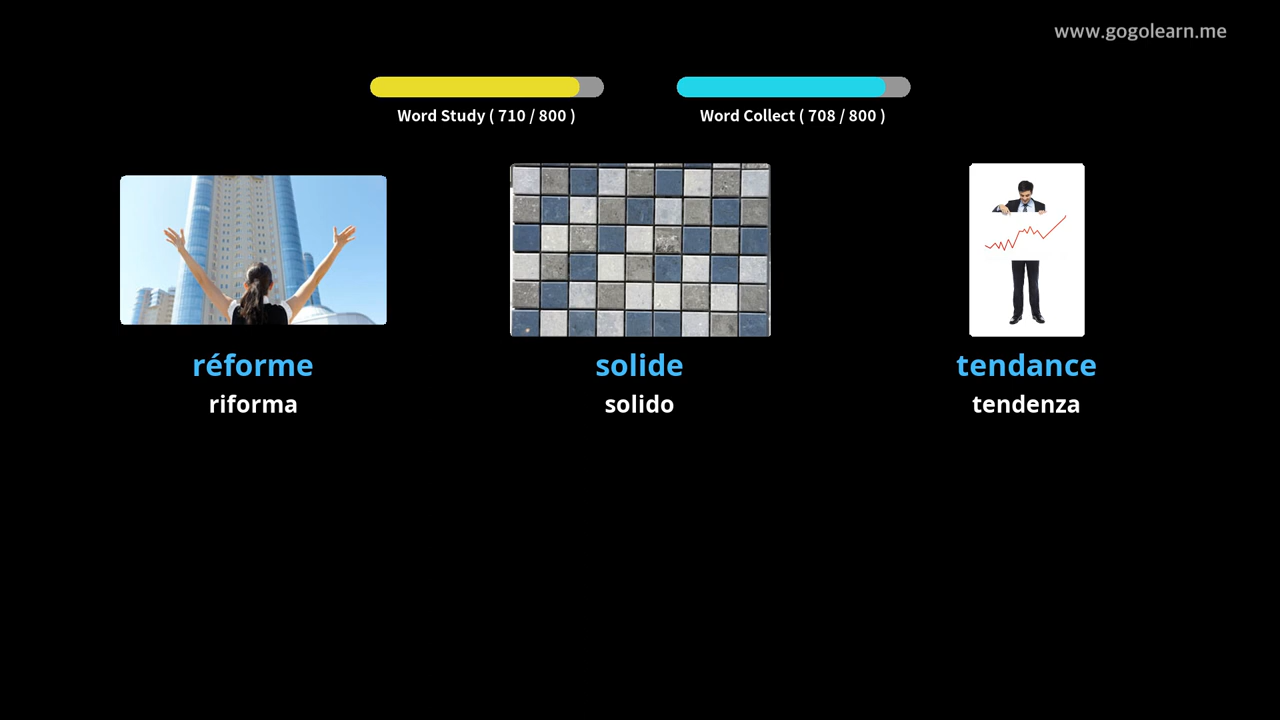 www.gogolearn.me
Word Study ( 710 / 800 )
Word Collect ( 708 / 800 )
réforme
riforma
solide
solido
tendance
tendenza